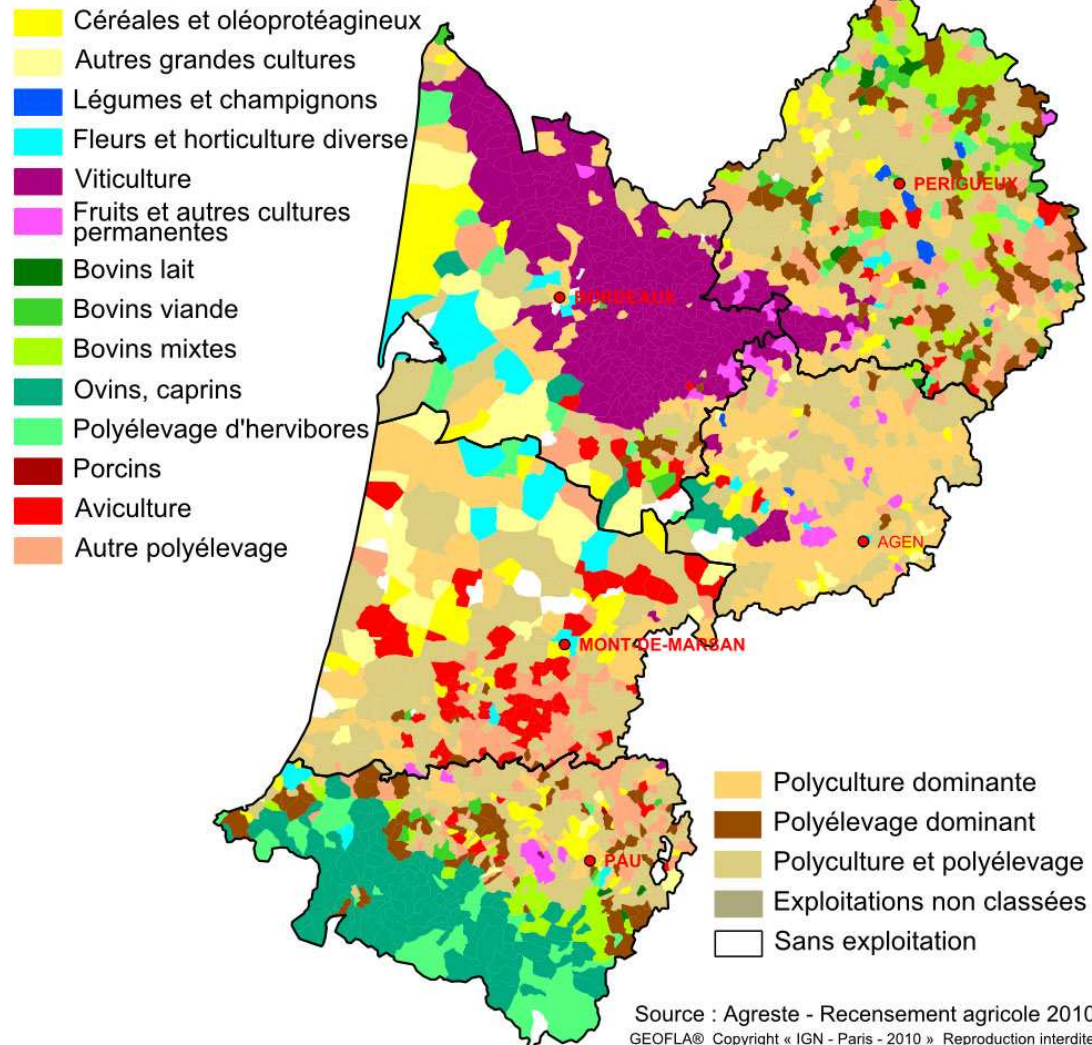 Céréales et oléoprotéagineux
Autres grandes cultures
Légumes et champignons
Fleurs et horticulture diverse
Viticulture
Fruits et autres cultures
permanentes
Bovins lait
Bovins viande
Bovins mixtes
Ovins, caprins
Polyélevage d'hervibores
Porcins
Aviculture
Autre polyélevage
PERIGUEUX
BORDEAUX
AGEN
MONT-DE-MARSAN
PAU
Polyculture dominante
Polyélevage dominant
Polyculture et polyélevage
Exploitations non classées
Sans exploitation
Source : Agreste - Recensement agricole 2010
GEOFLA® Copyright « IGN - Paris - 2010 » Reproduction interdite